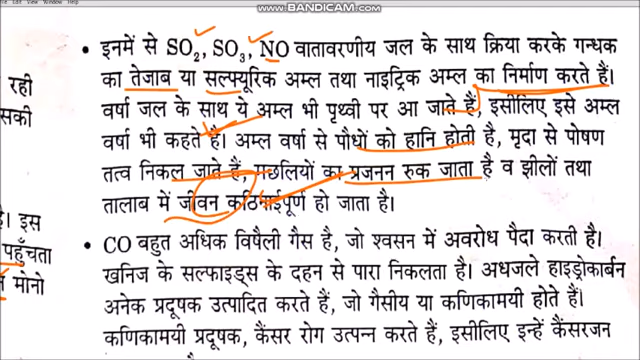 www.BANDICAM.com
इनमें से SO2, SO3, NO वातावरणीय जल के साथ क्रिया करके गन्धक
रही
का तेजाब या सल्फ्यूरिक अम्ल तथा नाइट्रिक अम्ल का निर्माण करते हैं।
सकी
वर्षा जल के साथ ये अम्ल भी पृथ्वी पर आ जाते हैं, इसीलिए इसे अम्ल
वर्षा भी कहते हैं। अम्ल वर्षा से पौधों को हानि होती है, मृदा से पोषण
तत्व निकल जाते हैं, मछलियों का प्रजनन रुक जाता है व झीलों तथा
तालाब में जीवन कठिनाईपूर्ण हो जाता है।
है। इस
पहुँचता
CO बहुत अधिक विषैली गैस है, जो श्वसन में अवरोध पैदा करती है।
मोनो
खनिज के सल्फाइड्स के दहन से पारा निकलता है। अधजले हाइड्रोकार्बन
अनेक प्रदूषक उत्पादित करते हैं, जो गैसीय या कणिकामयी होते हैं।
कणिकामयी प्रदूषक, कैंसर रोग उत्पन्न करते हैं, इसीलिए इन्हें कैंसरजन